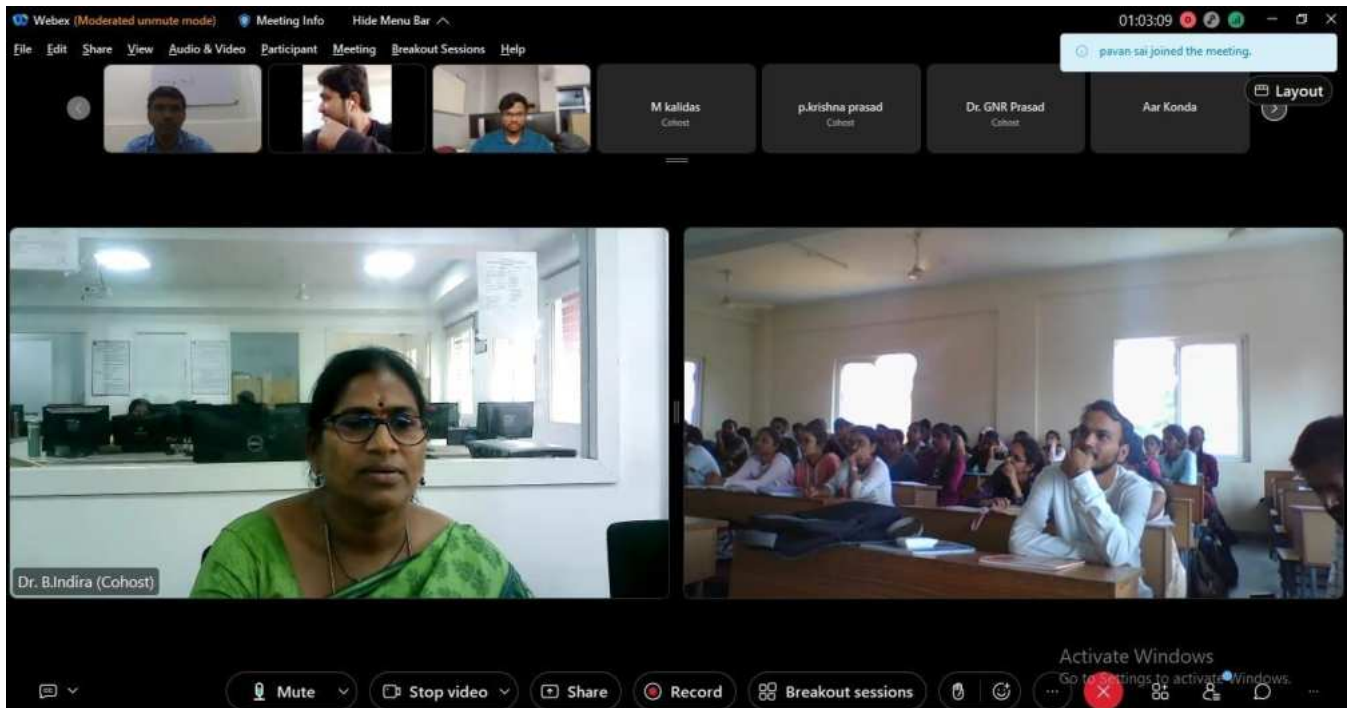 Webex (Moderated unmute mode) Meeting Info Hide Menu Bar 01:03:09
File Edit Share View Audio & Video Participant Meeting Breakout Sessions Help
pavan sai joined the meeting.
Layout
M kalidas
Cohost
p.krishna prasad
Cohost
Dr. GNR Prasad
Cohost
Aar Konda
Dr. B.Indira (Cohost)
Activate Windows
Go to Settings to activate Windows.
Mute Stop video Share Record Breakout sessions